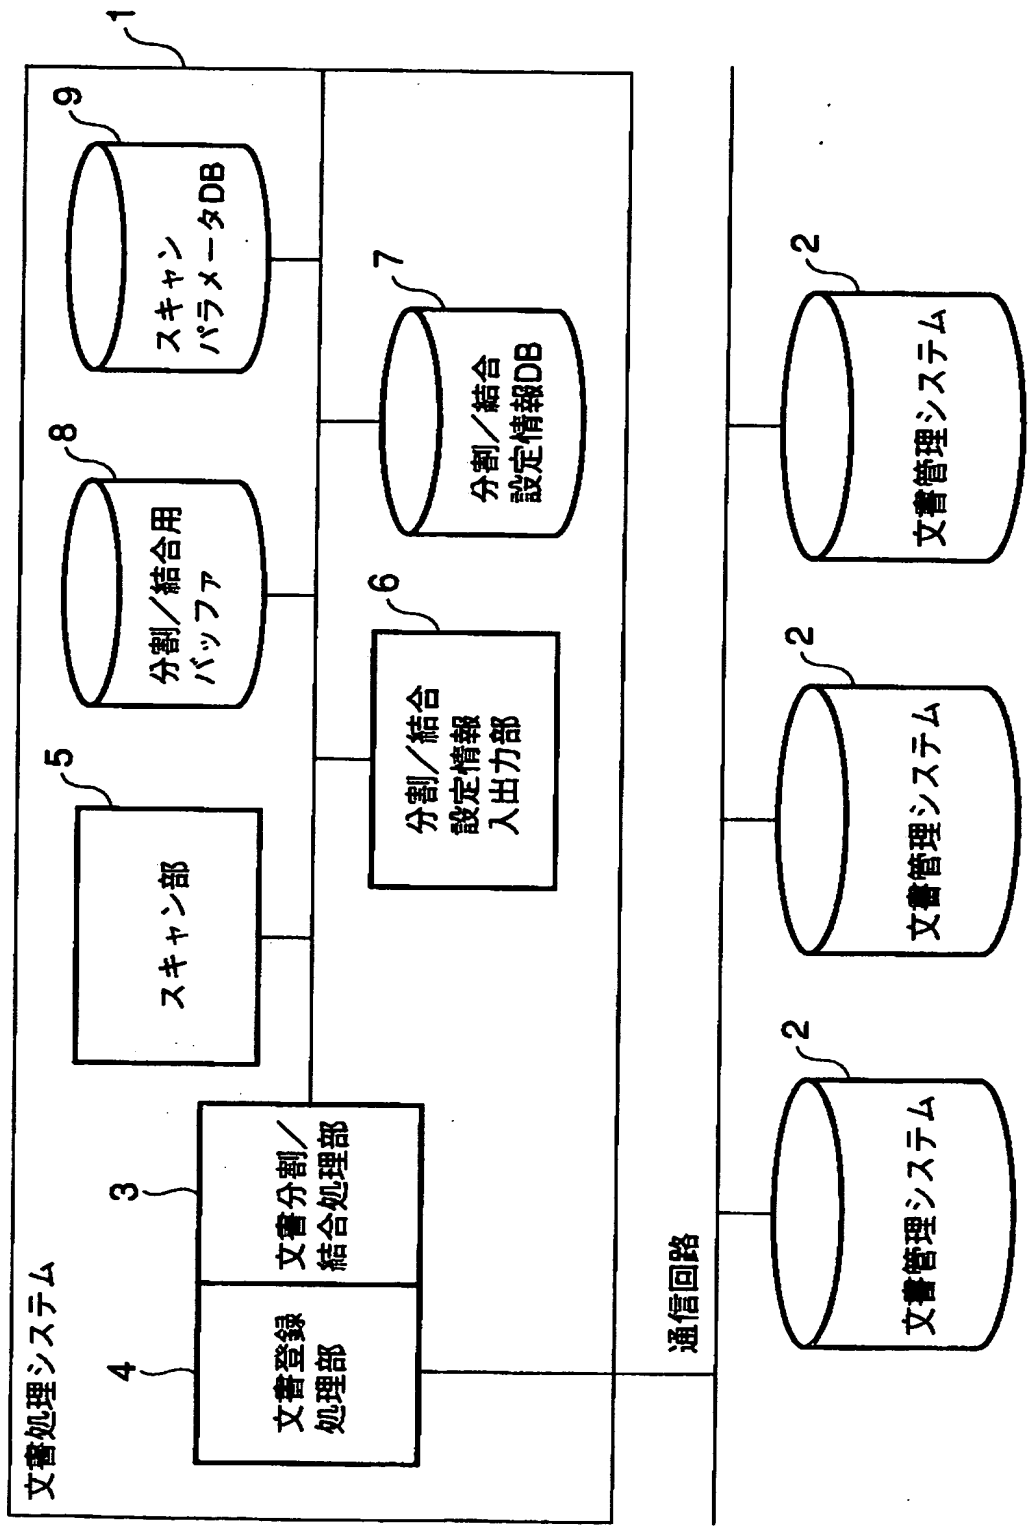 文書処理システム
1
4
文書登録
処理部
3
文書分割／
結合処理部
5
スキャン部
8
分割／結合用
バッファ
9
スキャン
パラメータDB
6
分割／結合
設定情報
入出力部
7
分割／結合
設定情報DB
通信回路
2
文書管理システム
2
文書管理システム
2
文書管理システム